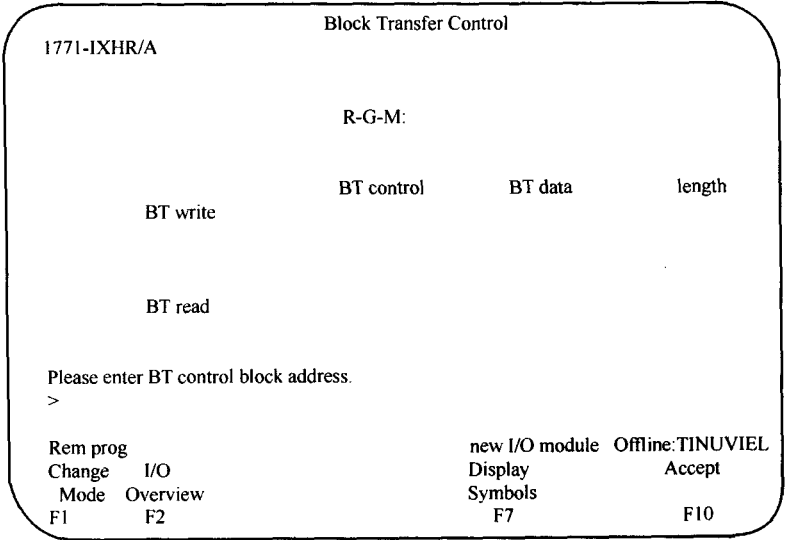 Block Transfer Control
1771-IXHR/A
R-G-M:
BT control BT data length
BT write
BT read
Please enter BT control block address.
>
Rem prog new I/O module Offline:TINUVIEL
Change I/O Display Accept
Mode Overview Symbols
F1 F2 F7 F10